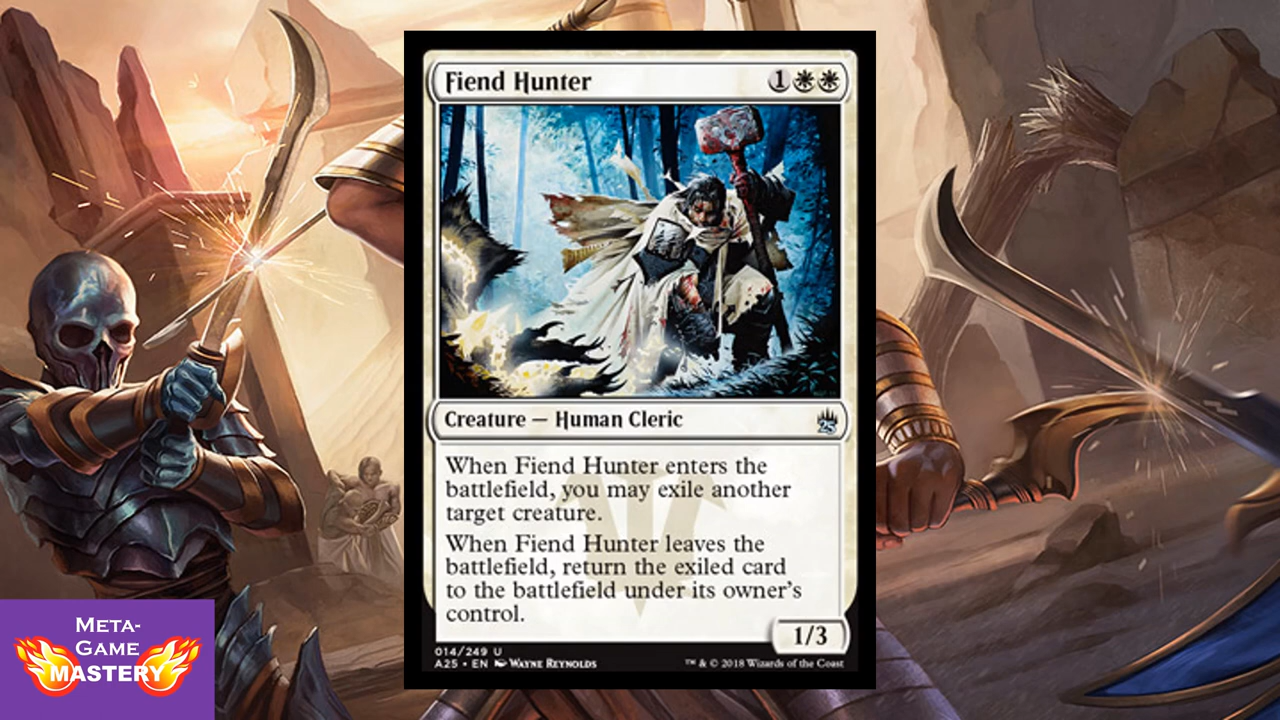 Fiend Hunter 1
Creature — Human Cleric
25
When Fiend Hunter enters the
battlefield, you may exile another
target creature.
When Fiend Hunter leaves the
battlefield, return the exiled card
to the battlefield under its owner's
control.
1/3
014/249 U
A25 • EN Wayne Reynolds
™ & © 2018 Wizards of the Coast
Meta-
Game
Mastery